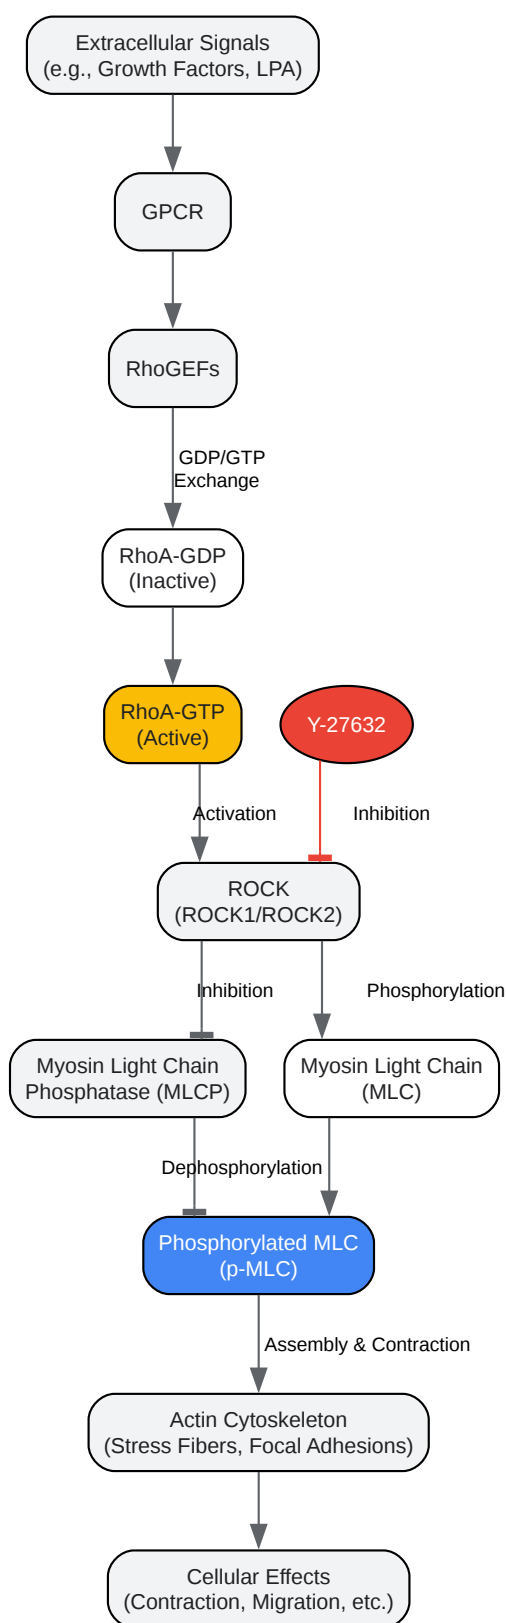 Extracellular Signals
(e.g., Growth Factors, LPA)
GPCR
RhoGEFs
GDP/GTP
Exchange
RhoA-GDP
(Inactive)
RhoA-GTP
(Active)
Y-27632
Activation
Inhibition
ROCK
(ROCK1/ROCK2)
Inhibition
Phosphorylation
Myosin Light Chain
Phosphatase (MLCP)
Myosin Light Chain
(MLC)
Dephosphorylation
Phosphorylated MLC
(p-MLC)
Assembly & Contraction
Actin Cytoskeleton
(Stress Fibers, Focal Adhesions)
Cellular Effects
(Contraction, Migration, etc.)